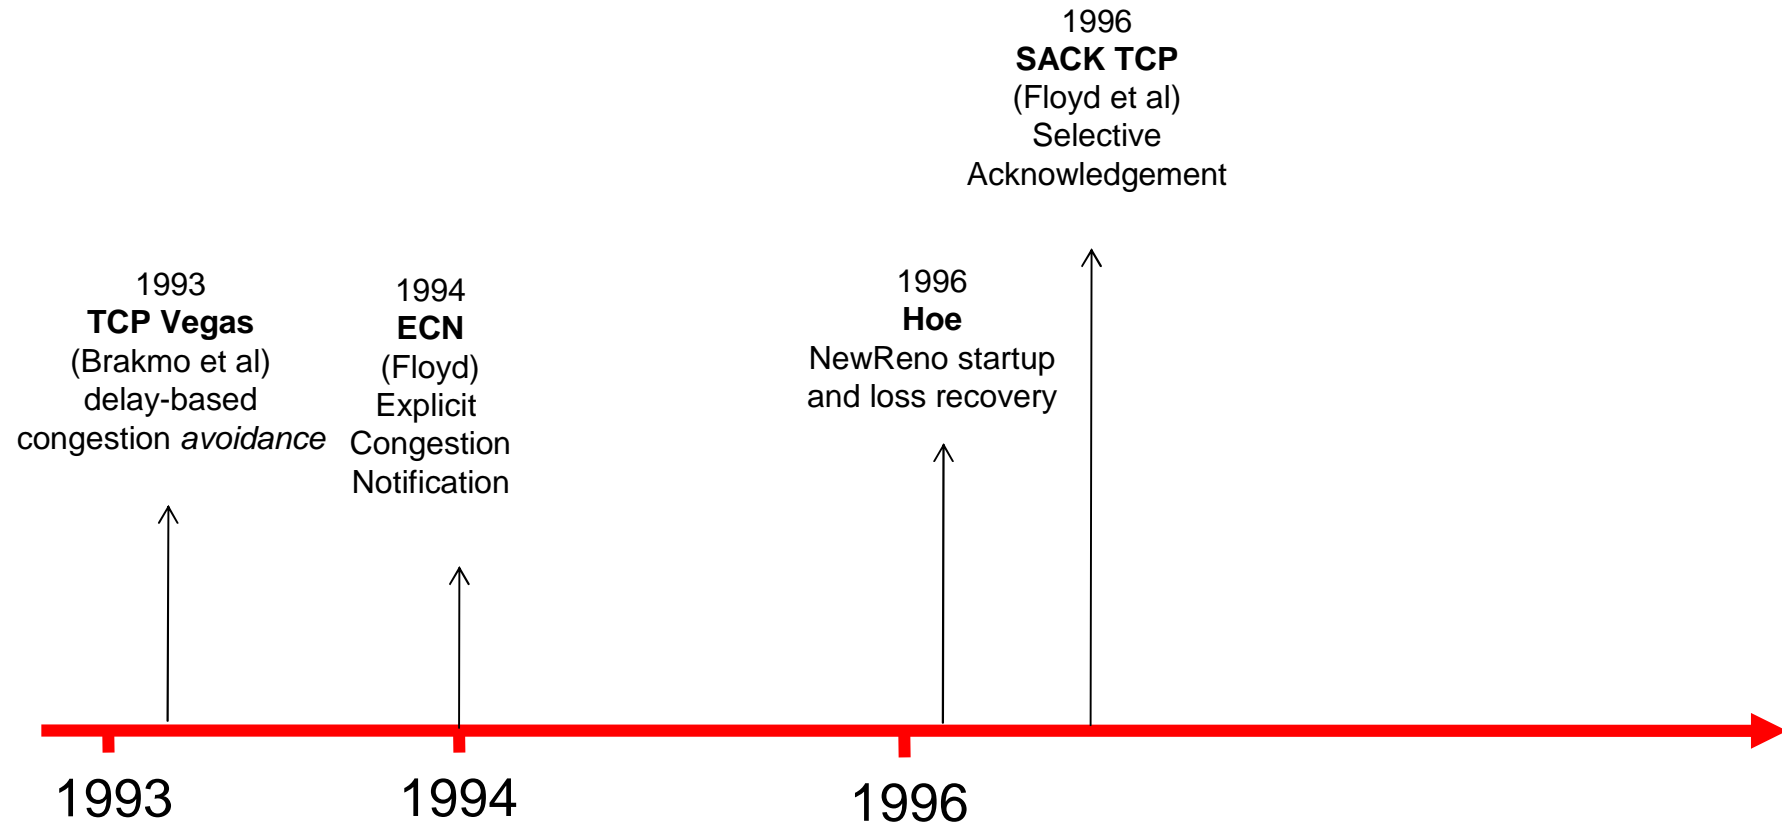 1993
TCP Vegas
(Brakmo et al)
delay-based
congestion avoidance
1994
ECN
(Floyd)
Explicit
Congestion
Notification
1996
Hoe
NewReno startup
and loss recovery
1996
SACK TCP
(Floyd et al)
Selective
Acknowledgement
1993
1994
1996